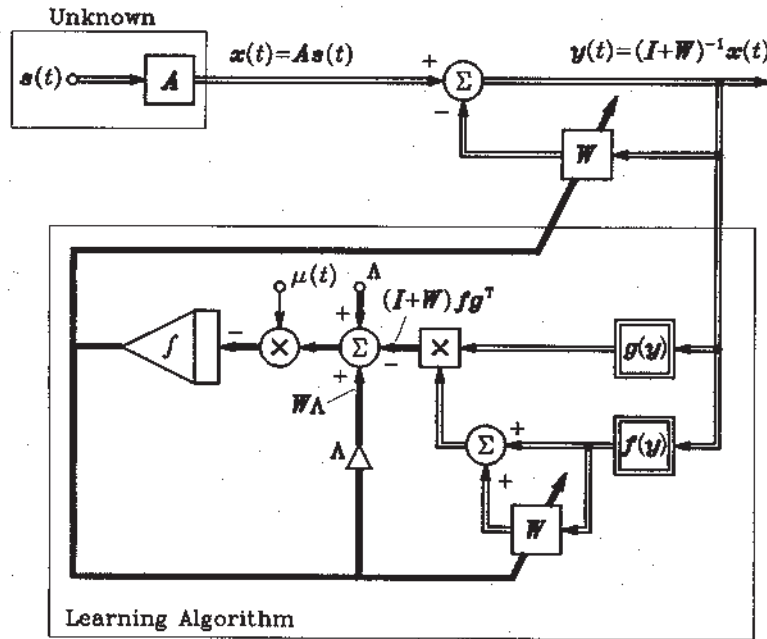 Unknown
s(t)
A
x(t)=As(t)
+
Σ
−
y(t)=(I+W)⁻¹x(t)
W
μ(t)
Λ
(I+W)fgᵀ
∫
−
×
+
Σ
−
+
×
g(y)
WΛ
Λ
Σ
+
+
f(y)
W
Learning Algorithm